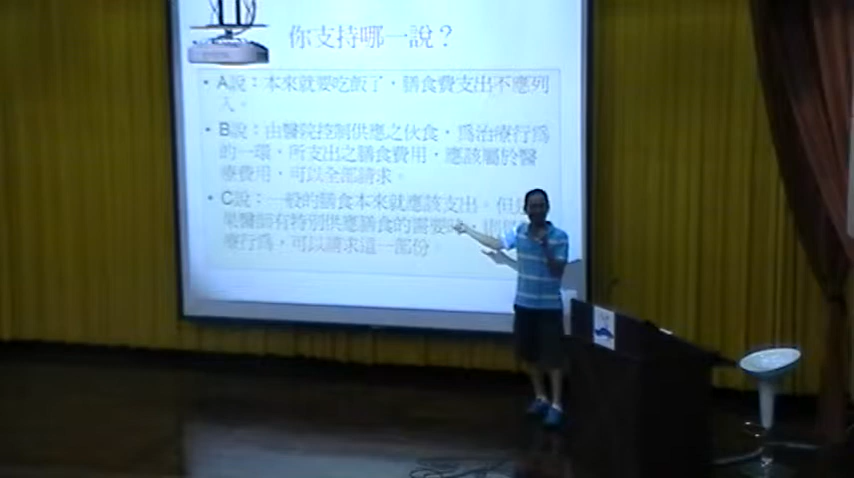 你支持哪一說？
• A說：本來就要吃飯了，膳食費支出不應列
入。
• B說：由醫院控制供應之伙食，為治療行為
的一環，所支出之膳食費用，應該屬於醫
療費用，可以全部請求。
• C說：一般的膳食本來就應該支出。但
果醫師有特別供應膳食的需要時，
療行為，可以請求這一部份。